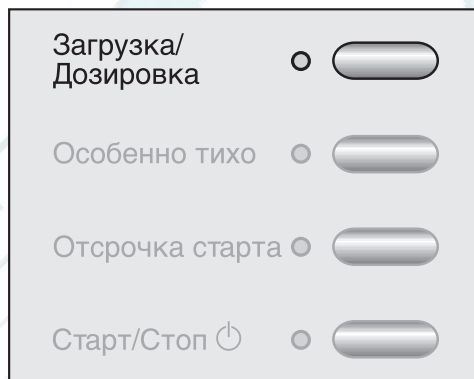 Загрузка/
Дозировка
Особенно тихо
Отсрочка старта
Старт/Стоп